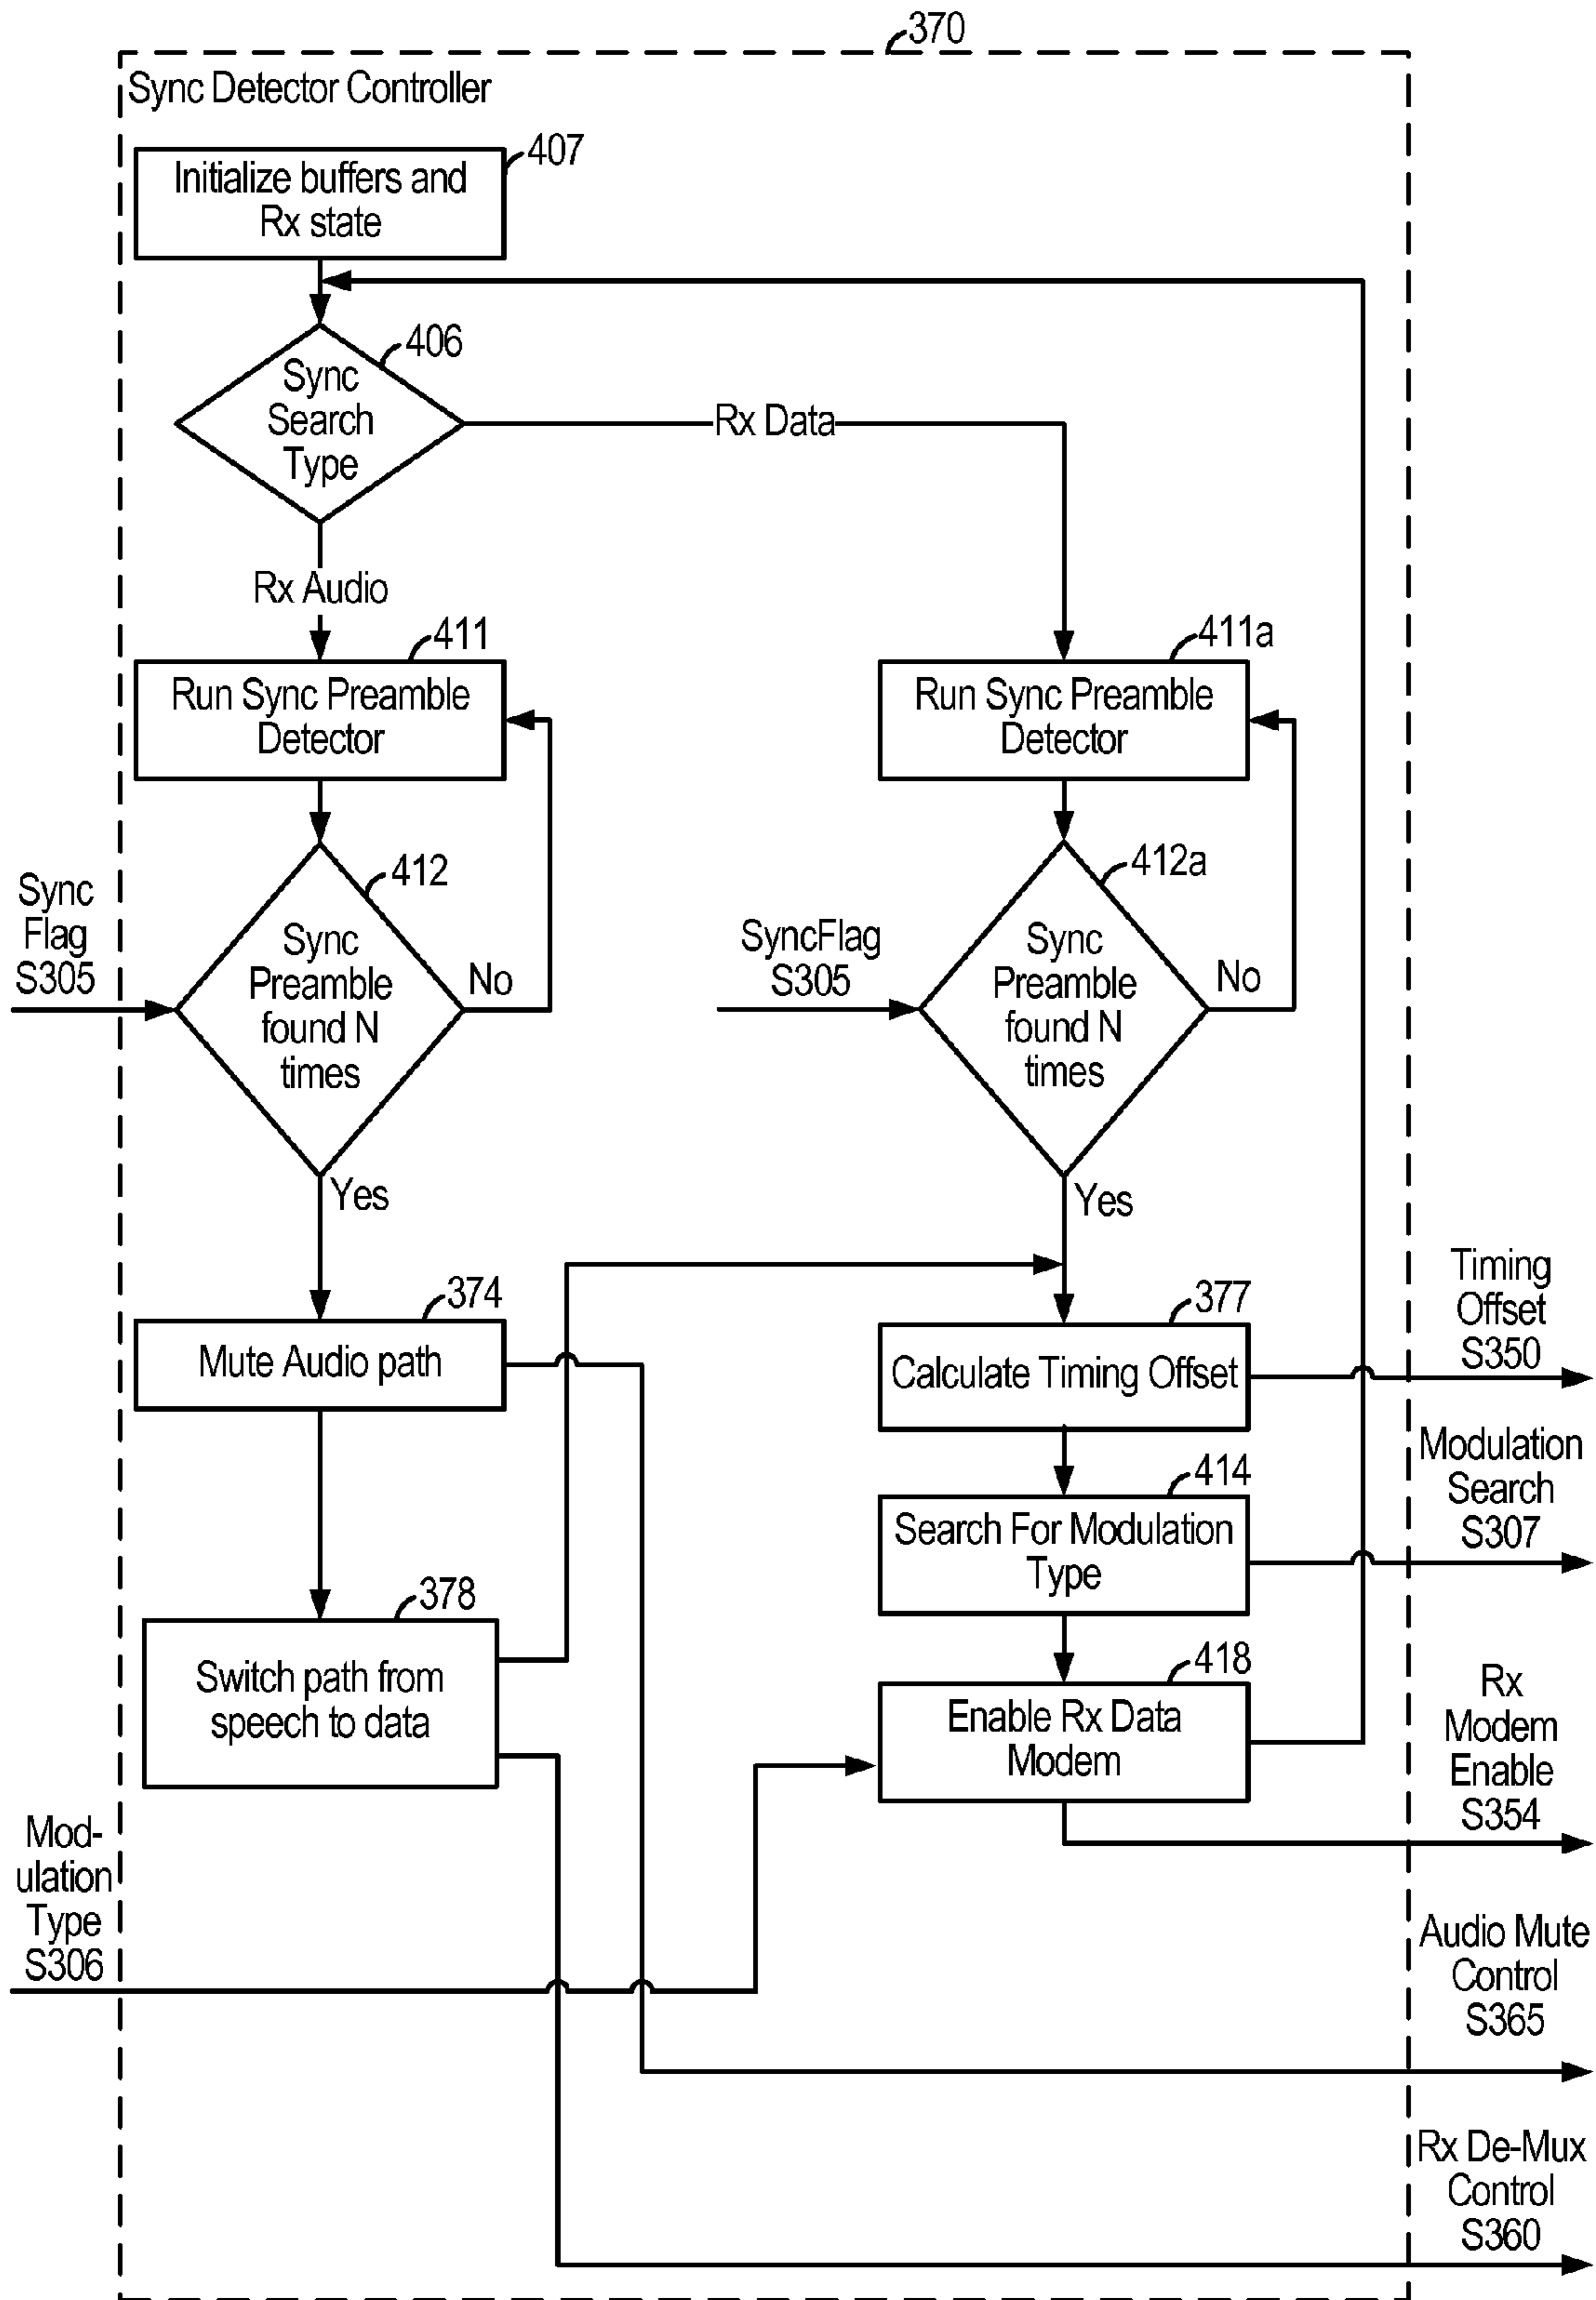 370
Sync Detector Controller
407
Initialize buffers and
Rx state
406
Sync
Search
Type
Rx Data
Rx Audio
411
Run Sync Preamble
Detector
411a
Run Sync Preamble
Detector
412
Sync
Flag
S305
Sync
Preamble
found N
times
No
412a
SyncFlag
S305
Sync
Preamble
found N
times
No
Yes
Yes
374
Mute Audio path
377
Calculate Timing Offset
Timing
Offset
S350
414
Search For Modulation
Type
Modulation
Search
S307
378
Switch path from
speech to data
418
Enable Rx Data
Modem
Rx
Modem
Enable
S354
Mod-
ulation
Type
S306
Audio Mute
Control
S365
Rx De-Mux
Control
S360